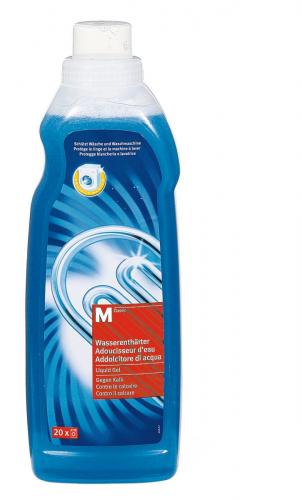 Schützt Wäsche und Waschmaschine
Protège le linge et la machine à laver
Protegge biancheria e lavatrice
M
Classic
Wasserenthärter
Adoucisseur d'eau
Addolcitore di acqua
Liquid Gel
Gegen Kalk
Contre le calcaire
Contro il calcare
20 x